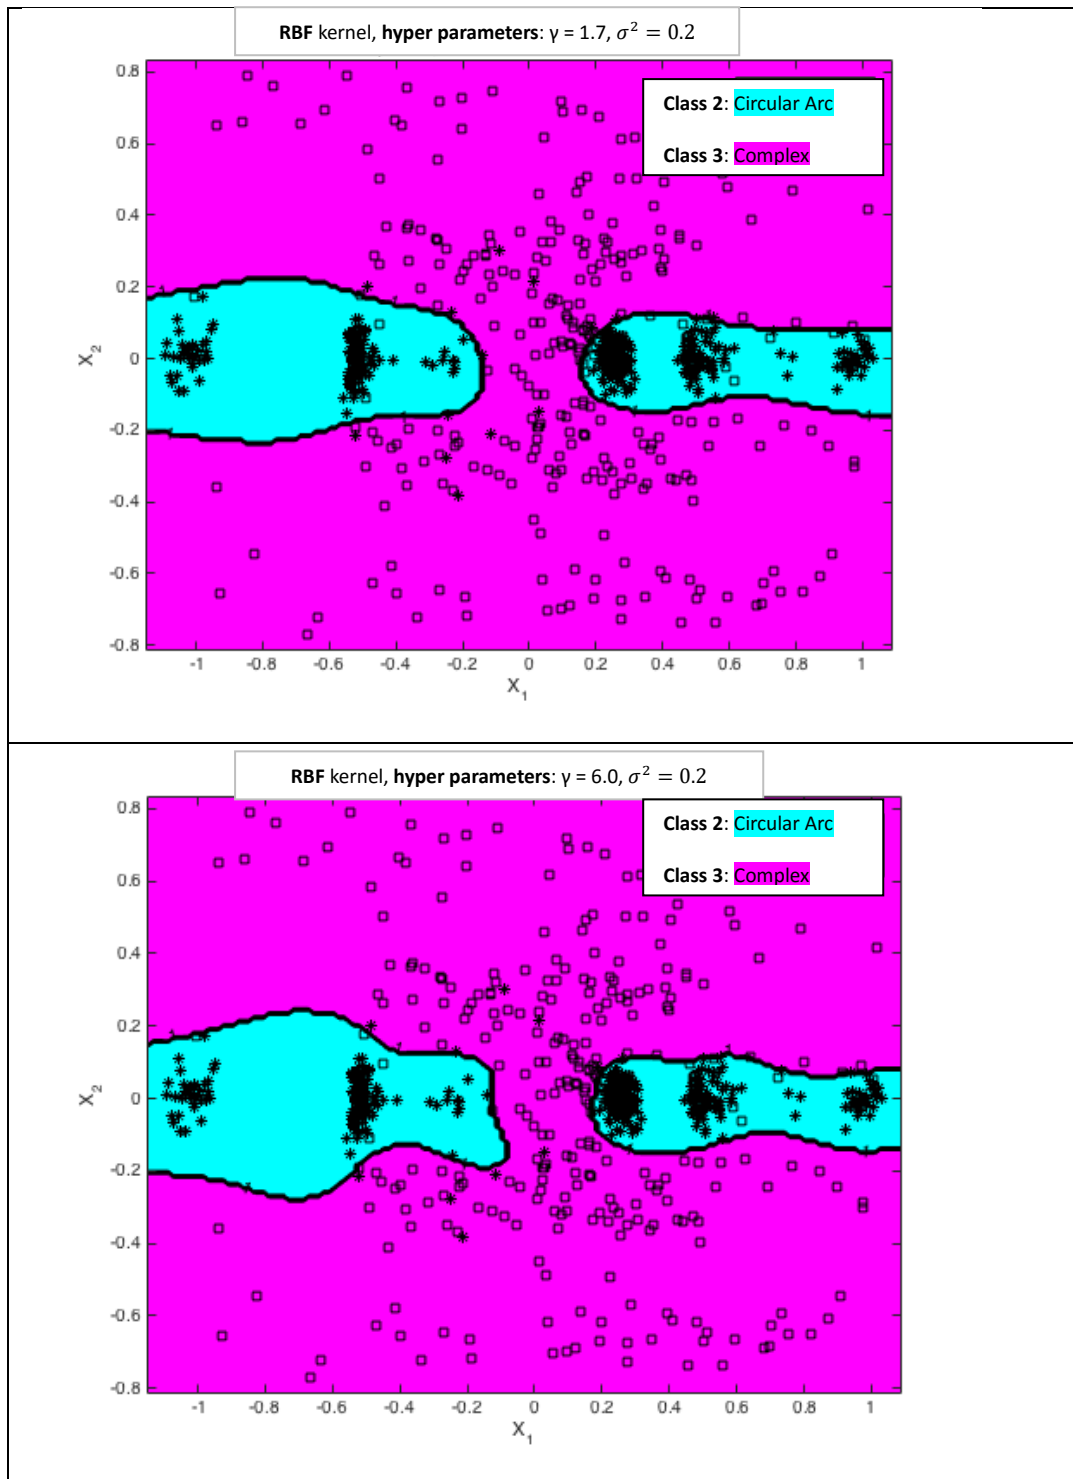 RBF kernel, hyper parameters: γ = 1.7, σ² = 0.2
Class 2: Circular Arc
Class 3: Complex
0.8
0.6
0.4
0.2
0
-0.2
-0.4
-0.6
-0.8
X₂
-1 -0.8 -0.6 -0.4 -0.2 0 0.2 0.4 0.6 0.8 1
X₁
RBF kernel, hyper parameters: γ = 6.0, σ² = 0.2
Class 2: Circular Arc
Class 3: Complex
0.8
0.6
0.4
0.2
0
-0.2
-0.4
-0.6
-0.8
X₂
-1 -0.8 -0.6 -0.4 -0.2 0 0.2 0.4 0.6 0.8 1
X₁